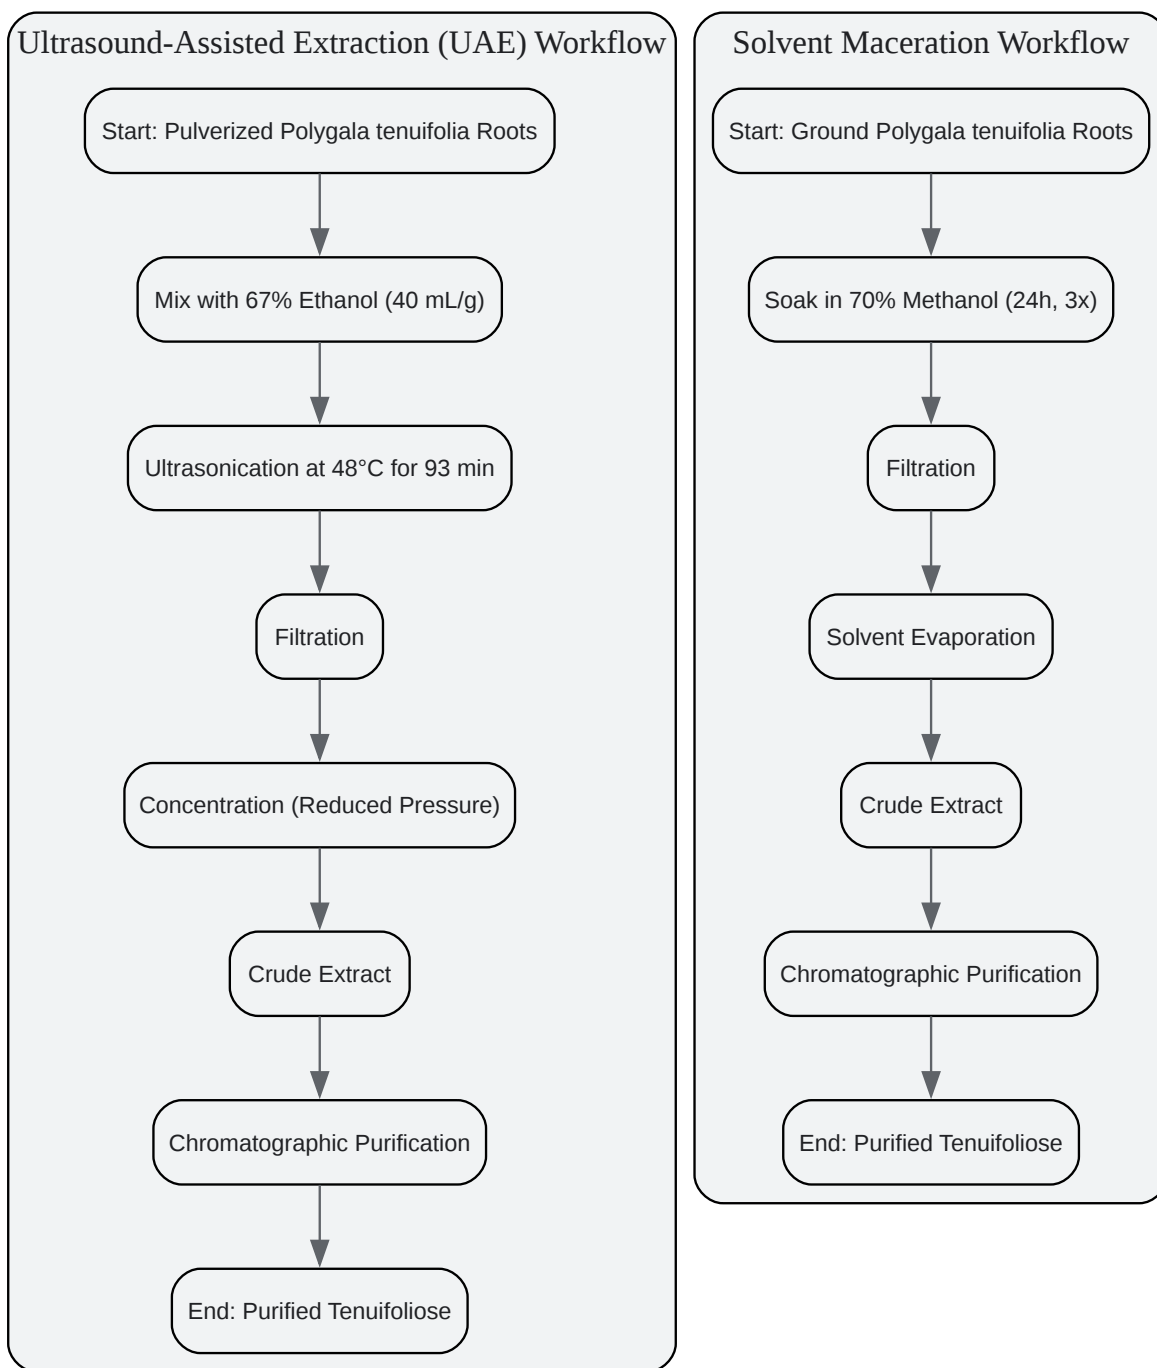 Ultrasound-Assisted Extraction (UAE) Workflow
Start: Pulverized Polygala tenuifolia Roots
Mix with 67% Ethanol (40 mL/g)
Ultrasonication at 48°C for 93 min
Filtration
Concentration (Reduced Pressure)
Crude Extract
Chromatographic Purification
End: Purified Tenuifoliose
Solvent Maceration Workflow
Start: Ground Polygala tenuifolia Roots
Soak in 70% Methanol (24h, 3x)
Filtration
Solvent Evaporation
Crude Extract
Chromatographic Purification
End: Purified Tenuifoliose